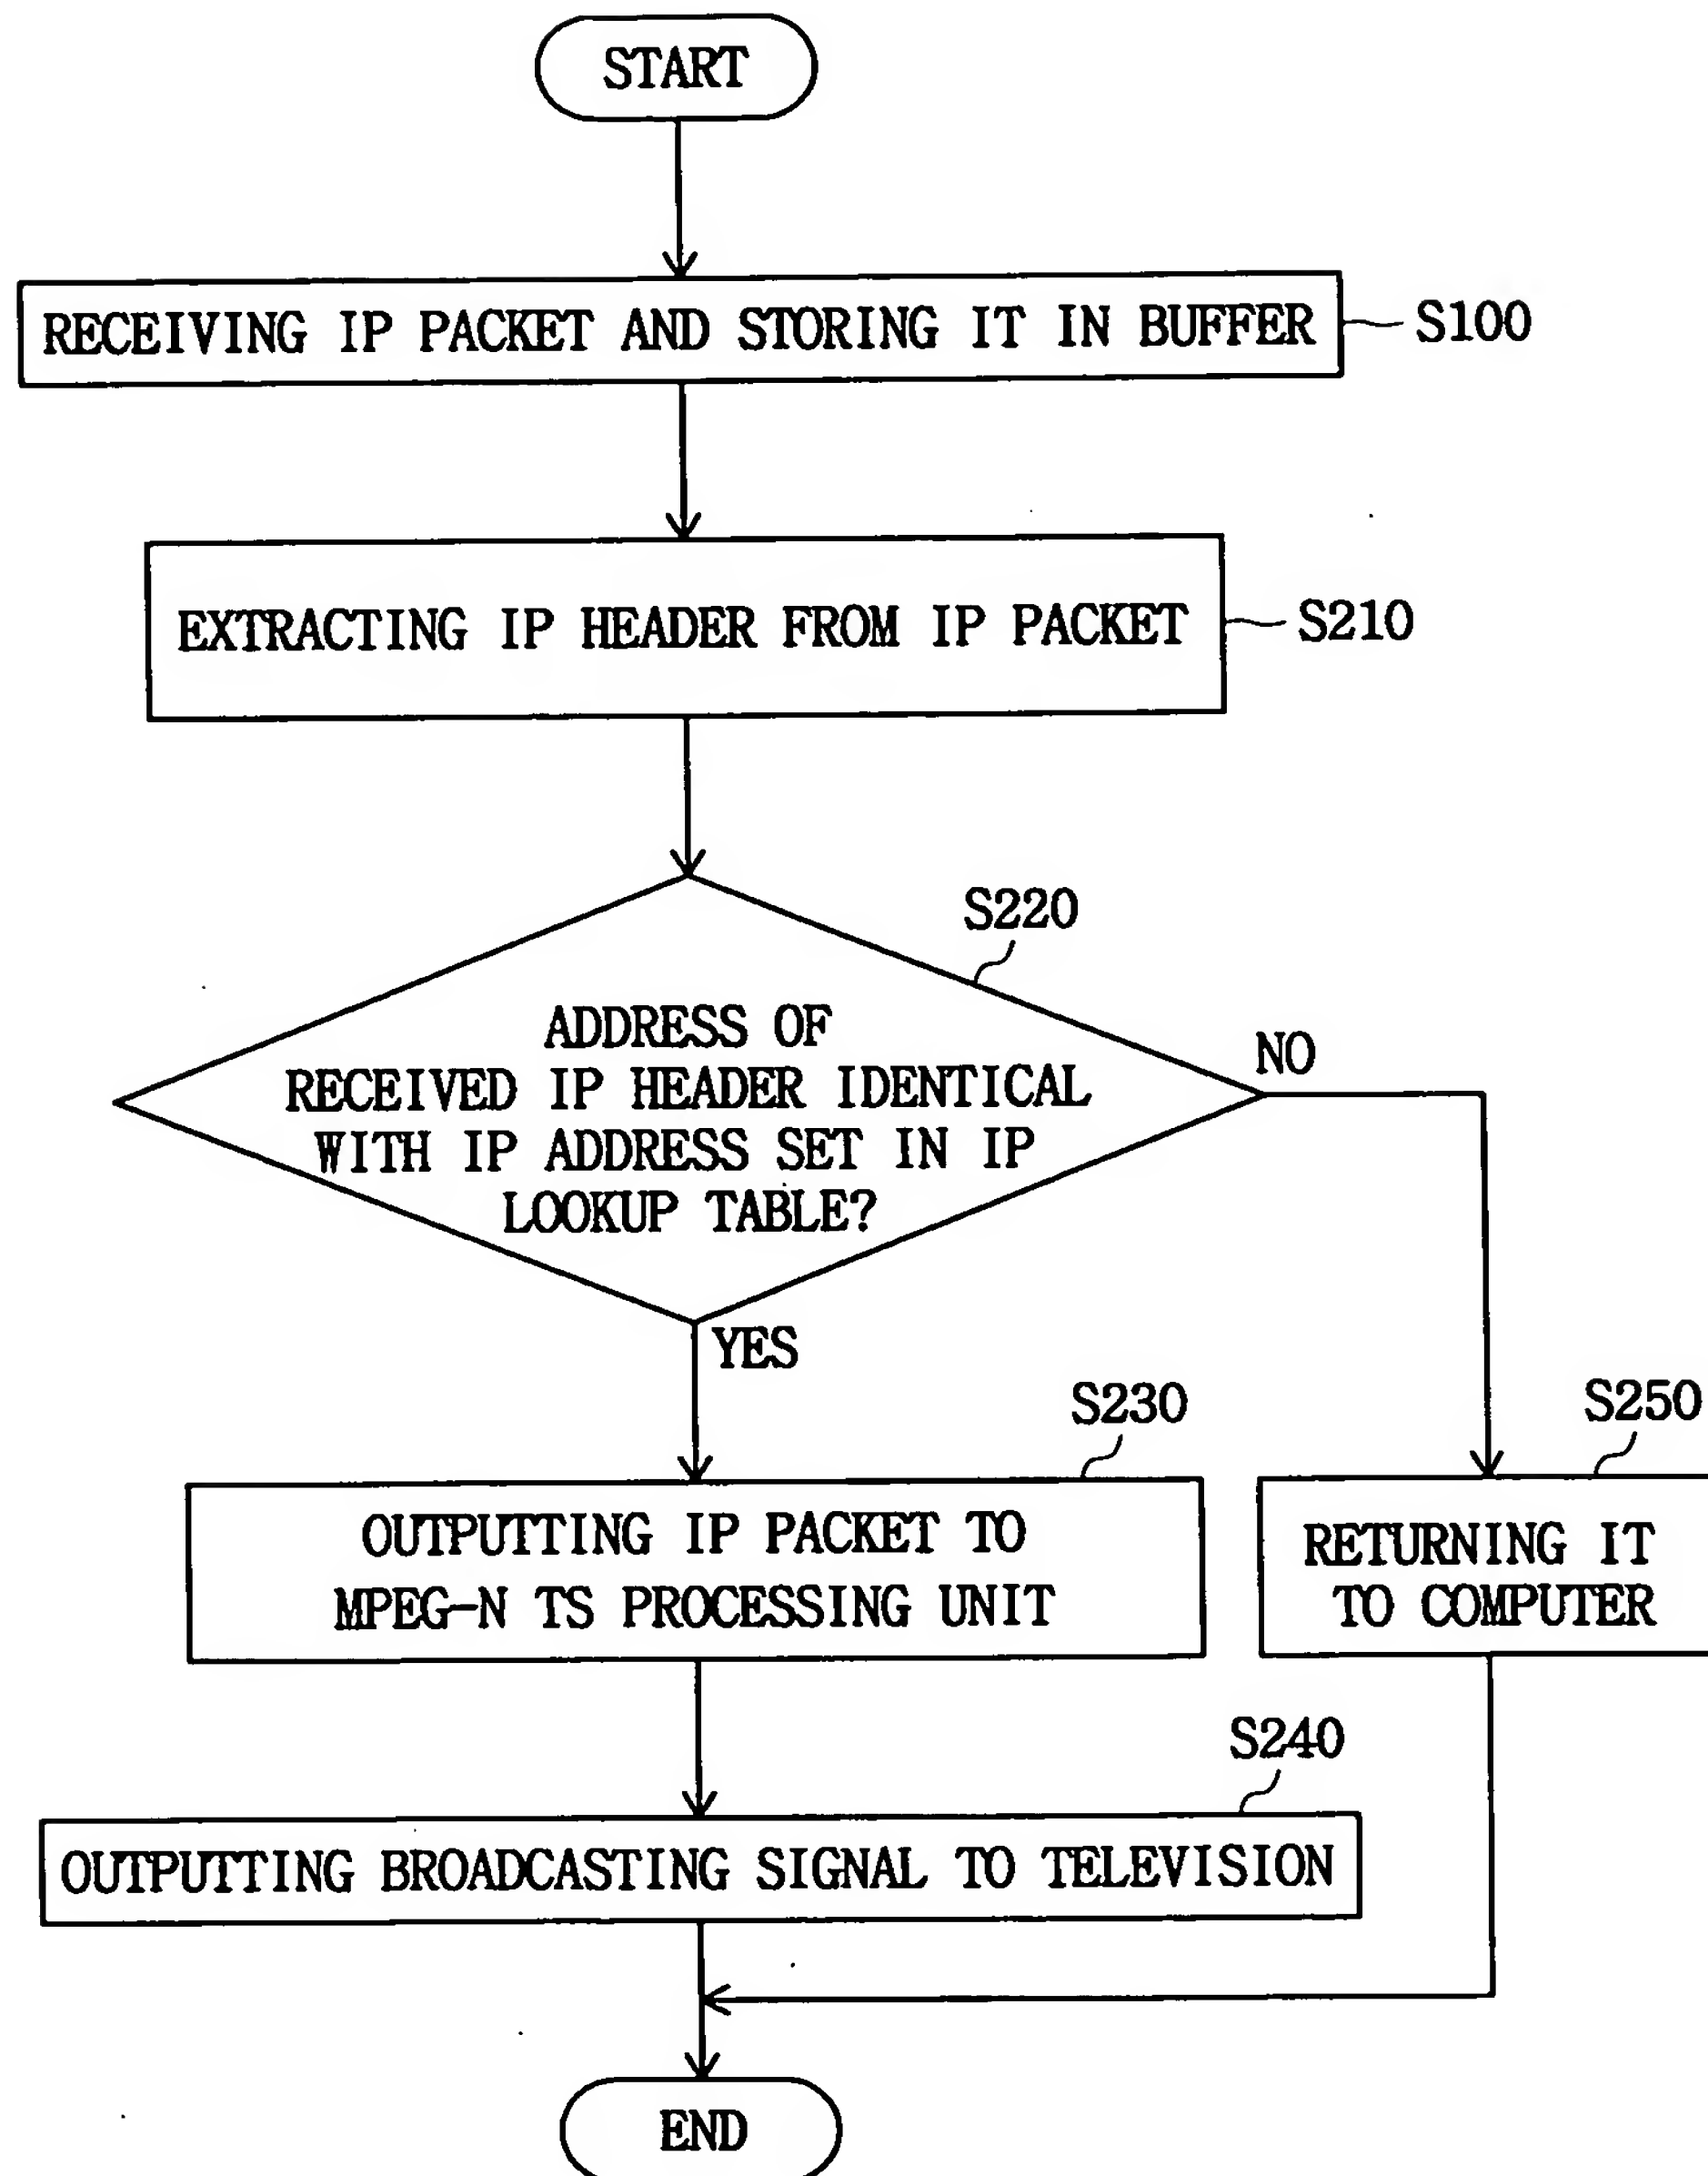 START
RECEIVING IP PACKET AND STORING IT IN BUFFER
S100
EXTRACTING IP HEADER FROM IP PACKET
S210
S220
ADDRESS OF
RECEIVED IP HEADER IDENTICAL
WITH IP ADDRESS SET IN IP
LOOKUP TABLE?
NO
YES
S230
OUTPUTTING IP PACKET TO
MPEG-N TS PROCESSING UNIT
S250
RETURNING IT
TO COMPUTER
S240
OUTPUTTING BROADCASTING SIGNAL TO TELEVISION
END